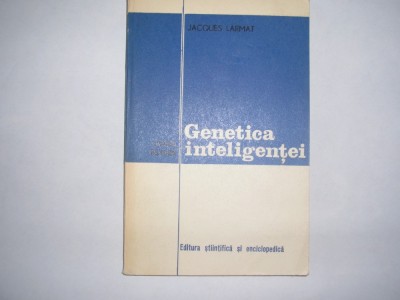 JACQUES LARMAT
Genetica
inteligenței
Editura științifică și enciclopedică